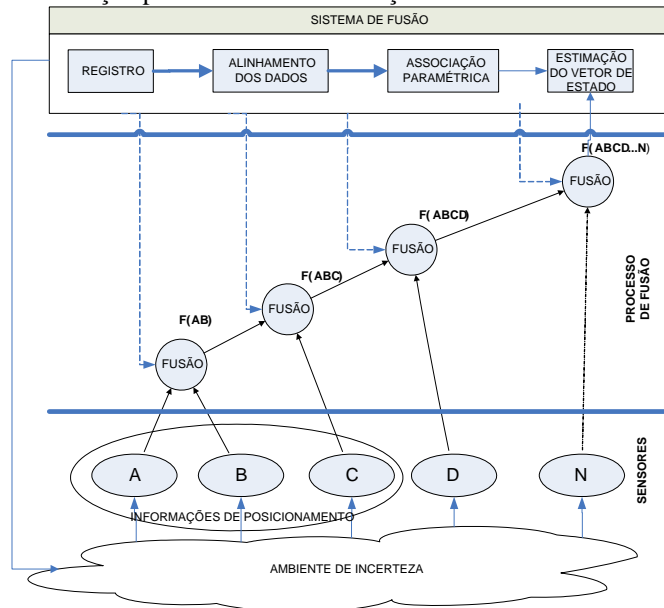 SISTEMA DE FUSÃO
REGISTRO
ALINHAMENTO
DOS DADOS
ASSOCIAÇÃO
PARAMÉTRICA
ESTIMAÇÃO
DO VETOR DE
ESTADO
F(ABCD...N)
FUSÃO
F(ABCD)
FUSÃO
F(ABC)
FUSÃO
F(AB)
FUSÃO
PROCESSO
DE FUSÃO
A
B
C
D
N
SENSORES
INFORMAÇÕES DE POSICIONAMENTO
AMBIENTE DE INCERTEZA